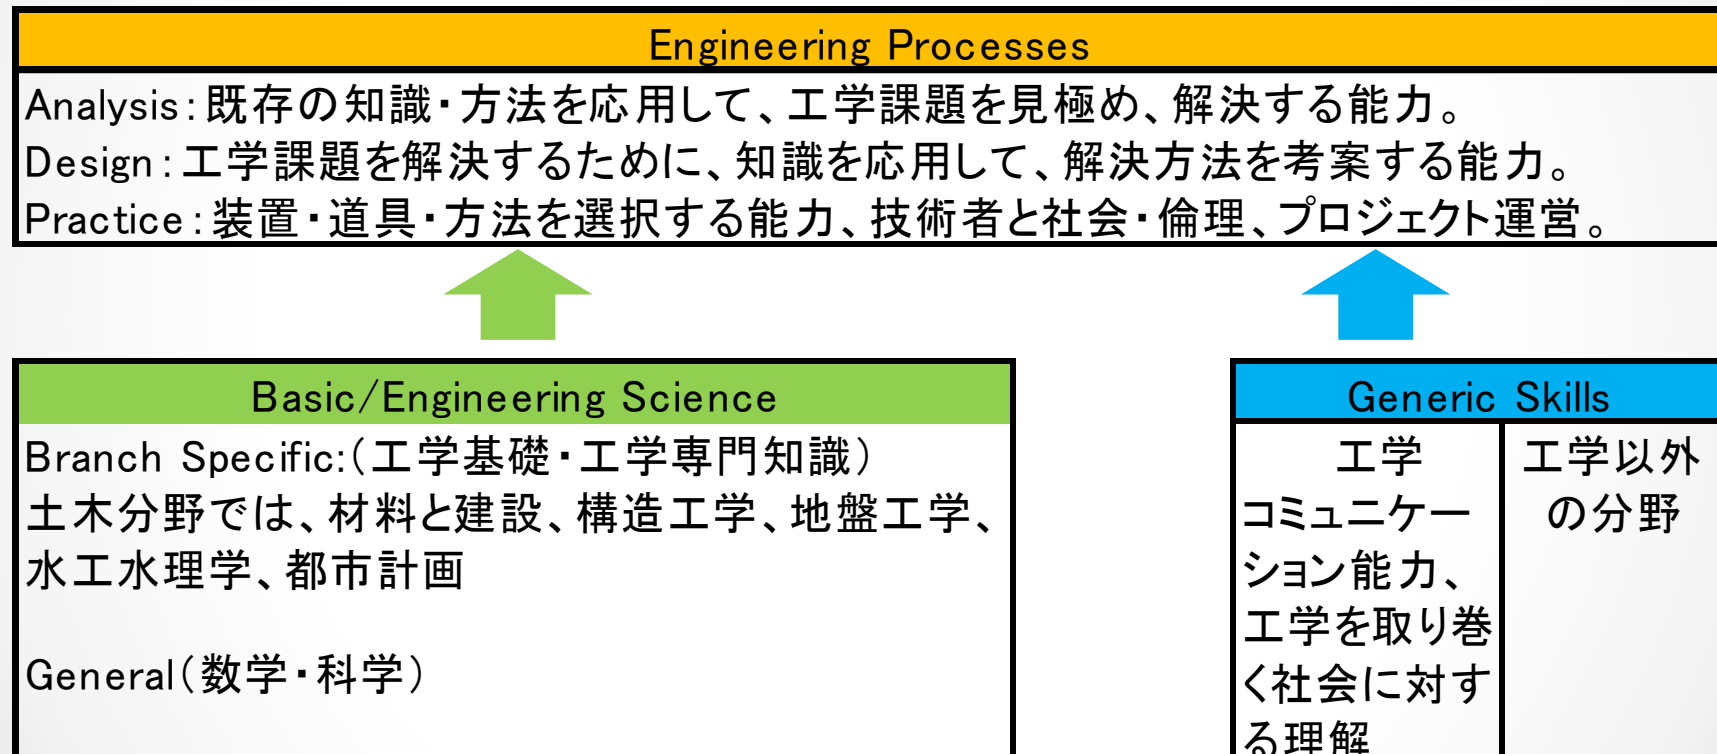 Engineering Processes
Analysis：既存の知識・方法を応用して、工学課題を見極め、解決する能力。
Design：工学課題を解決するために、知識を応用して、解決方法を考案する能力。
Practice：装置・道具・方法を選択する能力、技術者と社会・倫理、プロジェクト運営。
Basic/Engineering Science
Branch Specific:（工学基礎・工学専門知識）
土木分野では、材料と建設、構造工学、地盤工学、
水工水理学、都市計画
General（数学・科学）
Generic Skills
工学
コミュニケー
ション能力、
工学を取り巻
く社会に対す
る理解
工学以外
の分野